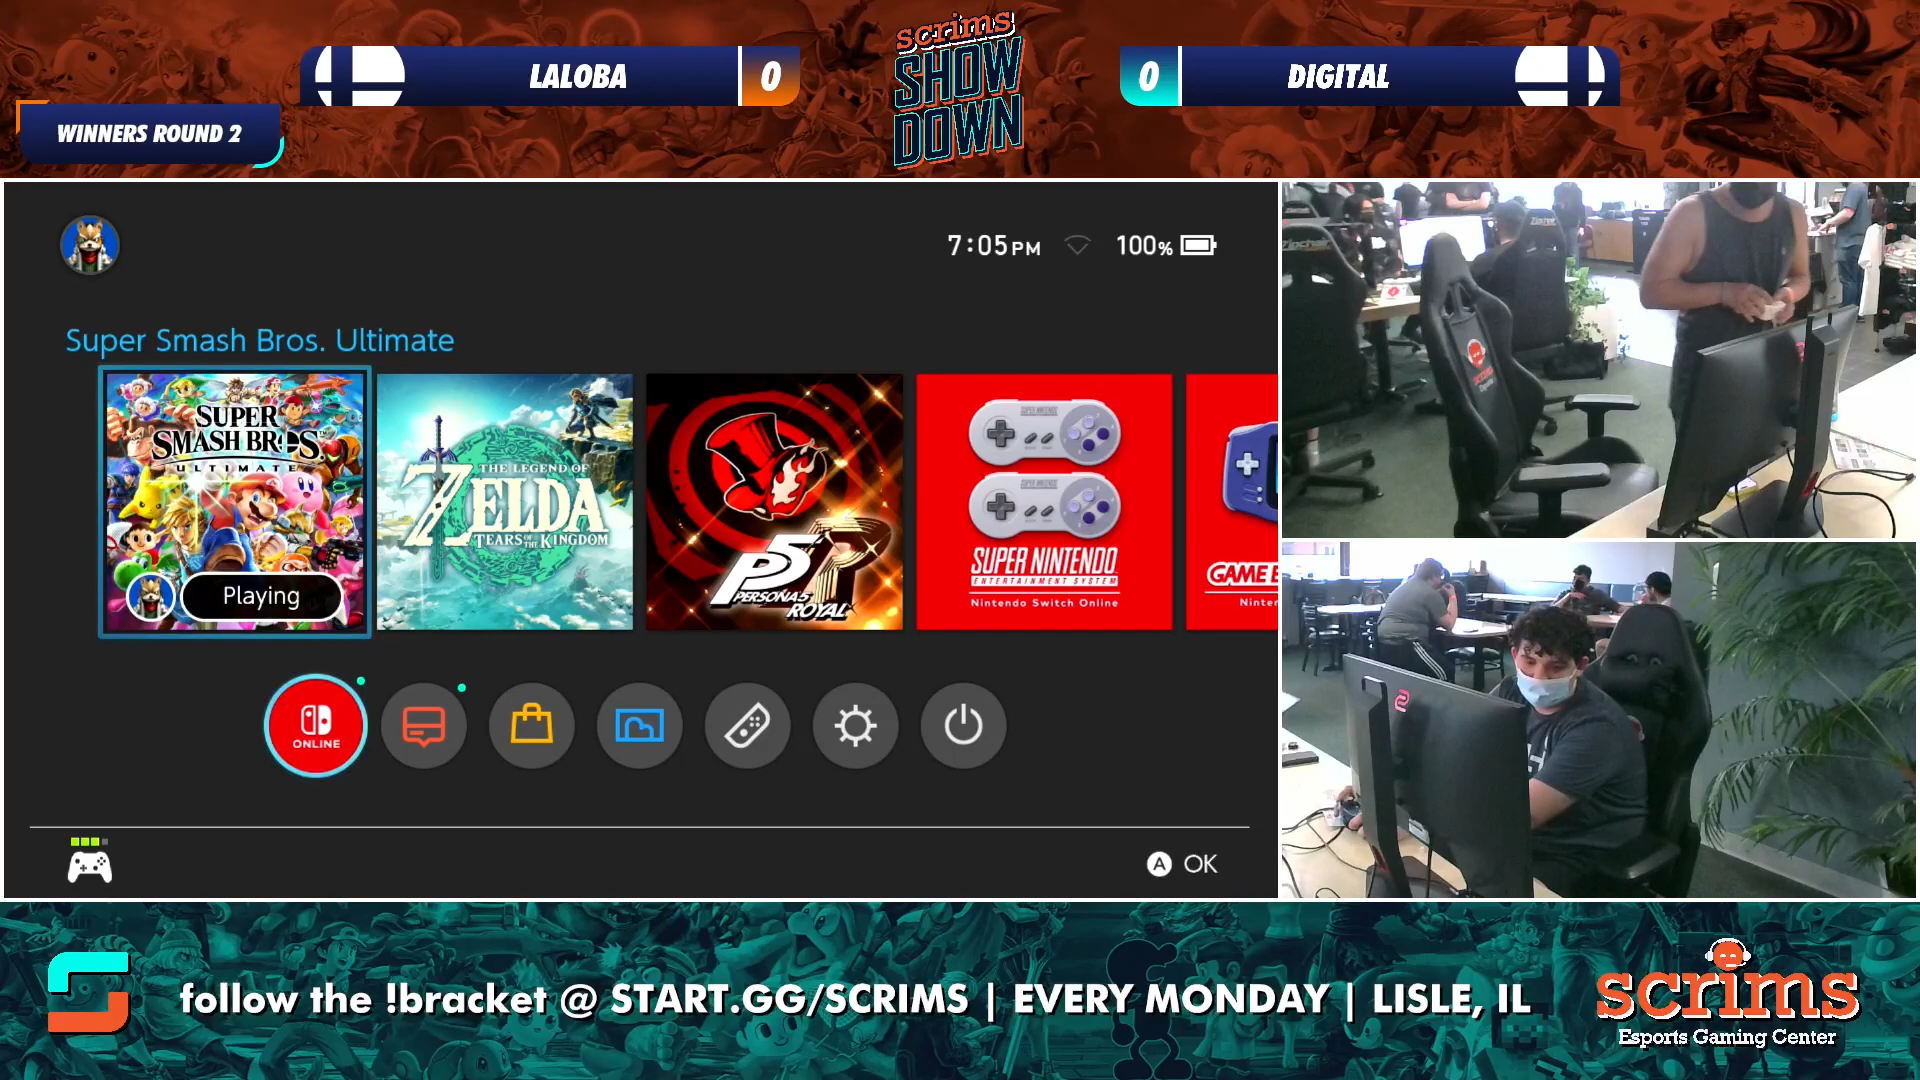 scrims
SHOW
DOWN
LALOBA
0
0
DIGITAL
WINNERS ROUND 2
7:05PM
100%
Super Smash Bros. Ultimate
SUPER
SMASH BROS.
ULTIMATE
Playing
THE LEGEND OF
ZELDA
TEARS OF THE KINGDOM
P5R
PERSONA5
ROYAL
SUPER NINTENDO
ENTERTAINMENT SYSTEM
Nintendo Switch Online
GAME B
Ninten
ONLINE
A OK
follow the !bracket @ START.GG/SCRIMS | EVERY MONDAY | LISLE, IL
scrims
Esports Gaming Center